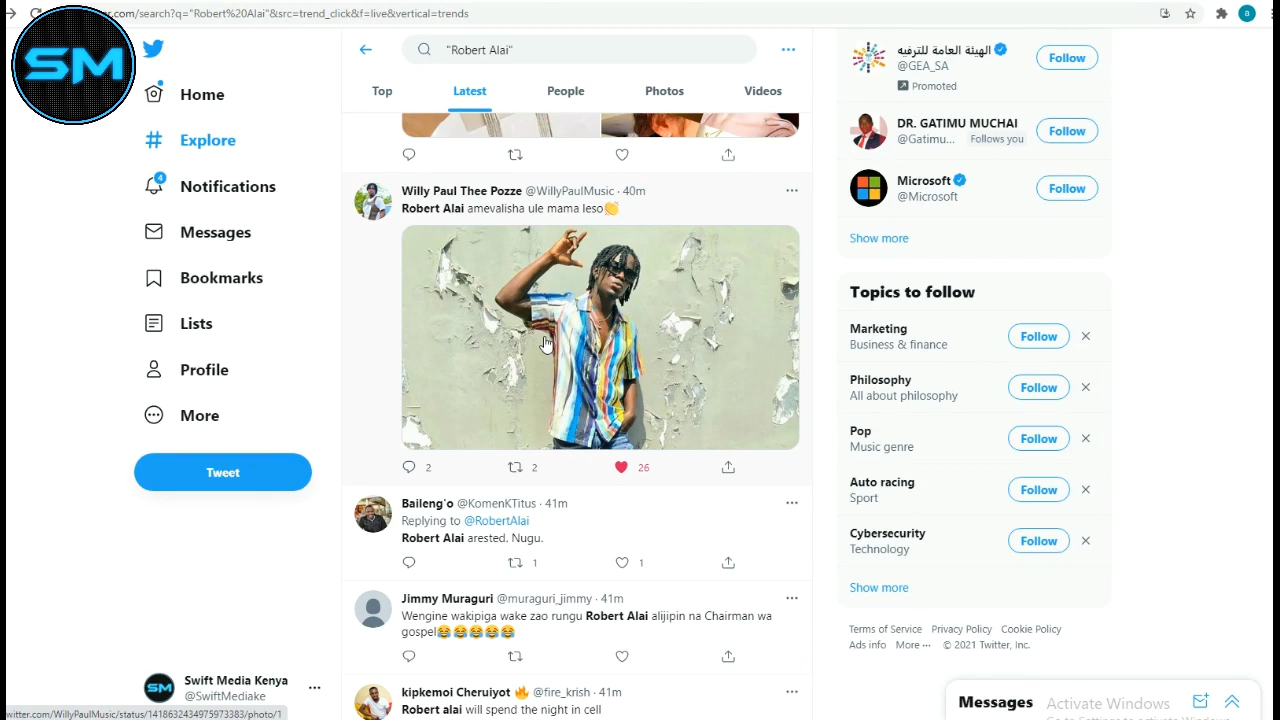 .com/search?q="Robert%20Alai"&src=trend_click&f=live&vertical=trends
SM
Home
Explore
4
Notifications
Messages
Bookmarks
Lists
Profile
More
Tweet
SM
Swift Media Kenya
@SwiftMediake
witter.com/WillyPaulMusic/status/1418632434975973383/photo/1
"Robert Alai"
Top Latest People Photos Videos
Willy Paul Thee Pozze @WillyPaulMusic · 40m
Robert Alai amevalisha ule mama leso👏
2 2 26
Baileng'o @KomenKTitus · 41m
Replying to @RobertAlai
Robert Alai arested. Nugu.
1 1
Jimmy Muraguri @muraguri_jimmy · 41m
Wengine wakipiga wake zao rungu Robert Alai alijipin na Chairman wa
gospel😂😂😂😂😂
kipkemoi Cheruiyot 🔥 @fire_krish · 41m
Robert alai will spend the night in cell
الهيئة العامة للترفيه
@GEA_SA
Follow
Promoted
DR. GATIMU MUCHAI
@Gatimu... Follows you
Follow
Microsoft
@Microsoft
Follow
Show more
Topics to follow
Marketing
Business & finance
Follow
Philosophy
All about philosophy
Follow
Pop
Music genre
Follow
Auto racing
Sport
Follow
Cybersecurity
Technology
Follow
Show more
Terms of Service Privacy Policy Cookie Policy
Ads info More ··· © 2021 Twitter, Inc.
Messages
Activate Windows